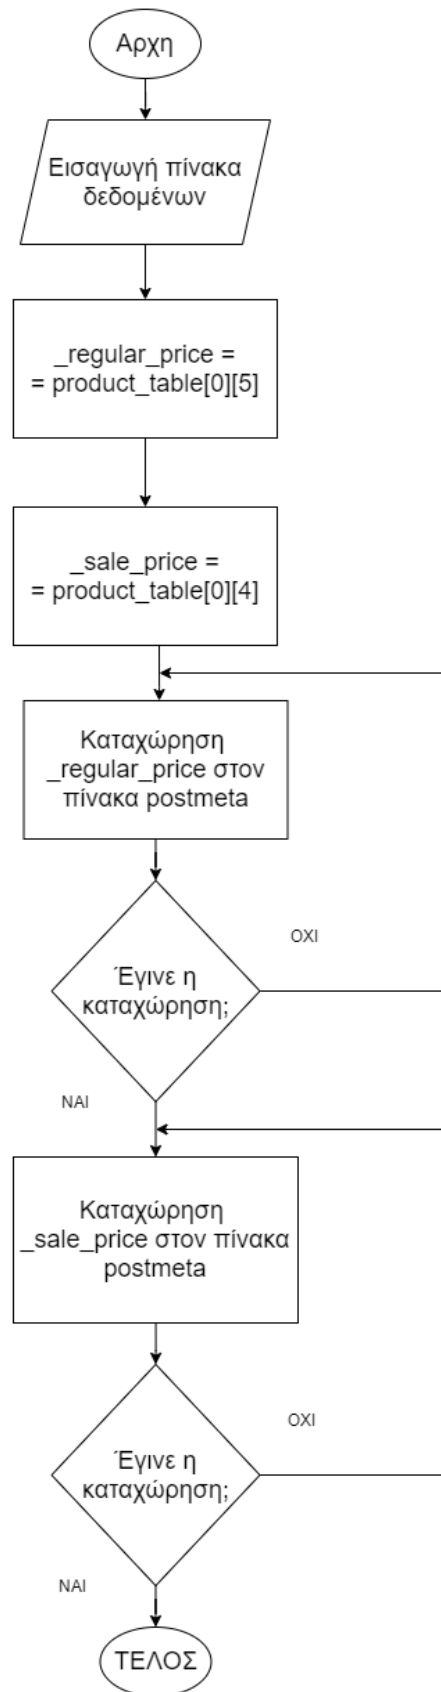 Αρχη
Εισαγωγή πίνακα
δεδομένων
_regular_price =
= product_table[0][5]
_sale_price =
= product_table[0][4]
Καταχώρηση
_regular_price στον
πίνακα postmeta
ΟΧΙ
Έγινε η
καταχώρηση;
ΝΑΙ
Καταχώρηση
_sale_price στον πίνακα
postmeta
ΟΧΙ
Έγινε η
καταχώρηση;
ΝΑΙ
ΤΕΛΟΣ